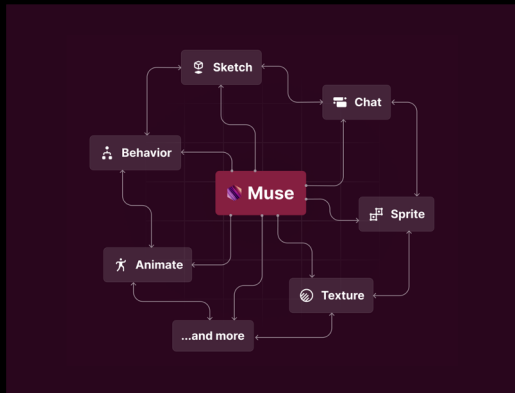 Sketch
Chat
Behavior
Muse
Sprite
Animate
Texture
...and more